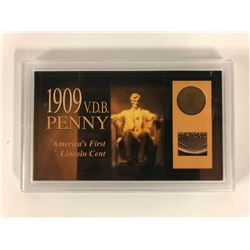 1909 V.D.B.
PENNY
America's First
Lincoln Cent